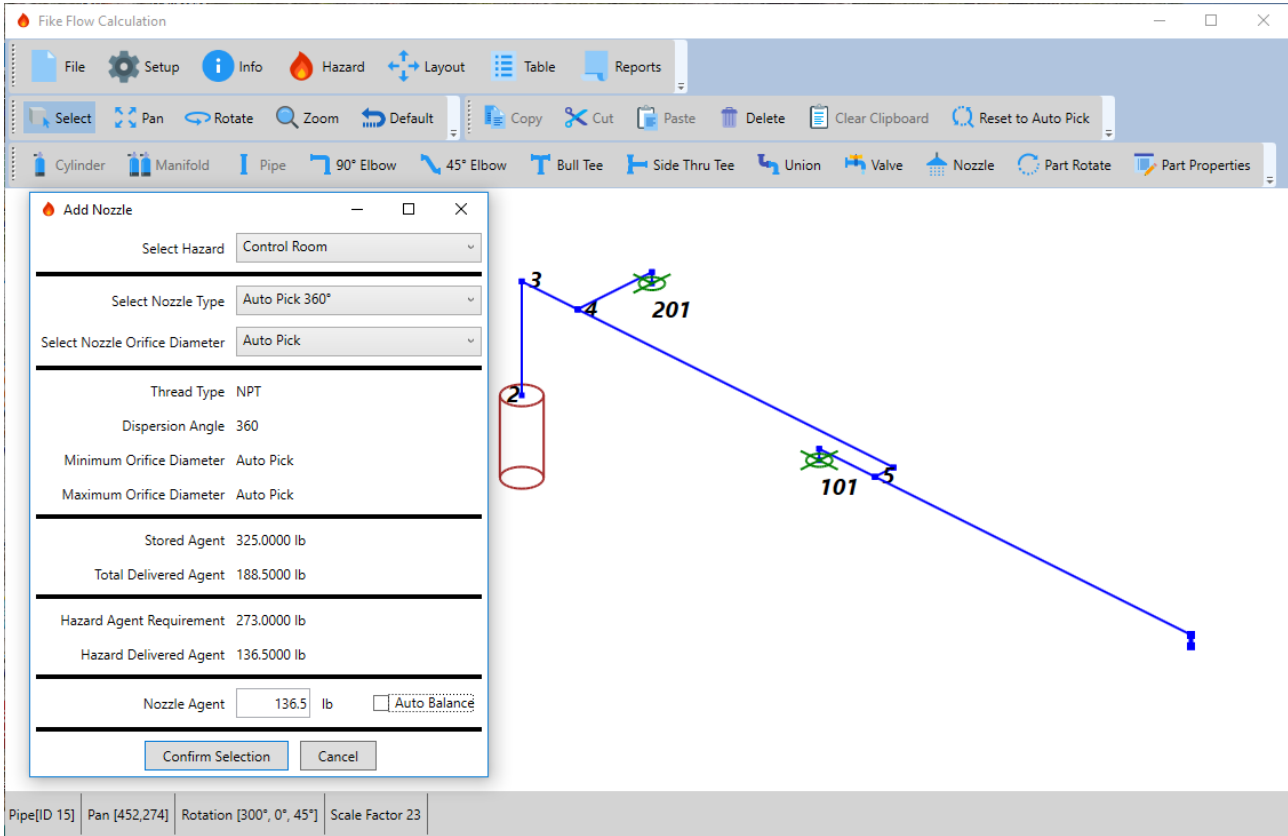 Fike Flow Calculation
File Setup Info Hazard Layout Table Reports
Select Pan Rotate Zoom Default Copy Cut Paste Delete Clear Clipboard Reset to Auto Pick
Cylinder Manifold Pipe 90° Elbow 45° Elbow Bull Tee Side Thru Tee Union Valve Nozzle Part Rotate Part Properties
Add Nozzle
Select Hazard Control Room
Select Nozzle Type Auto Pick 360°
Select Nozzle Orifice Diameter Auto Pick
Thread Type NPT
Dispersion Angle 360
Minimum Orifice Diameter Auto Pick
Maximum Orifice Diameter Auto Pick
Stored Agent 325.0000 lb
Total Delivered Agent 188.5000 lb
Hazard Agent Requirement 273.0000 lb
Hazard Delivered Agent 136.5000 lb
Nozzle Agent 136.5 lb Auto Balance
Confirm Selection Cancel
3
4
201
2
5
101
Pipe[ID 15] Pan [452,274] Rotation [300°, 0°, 45°] Scale Factor 23